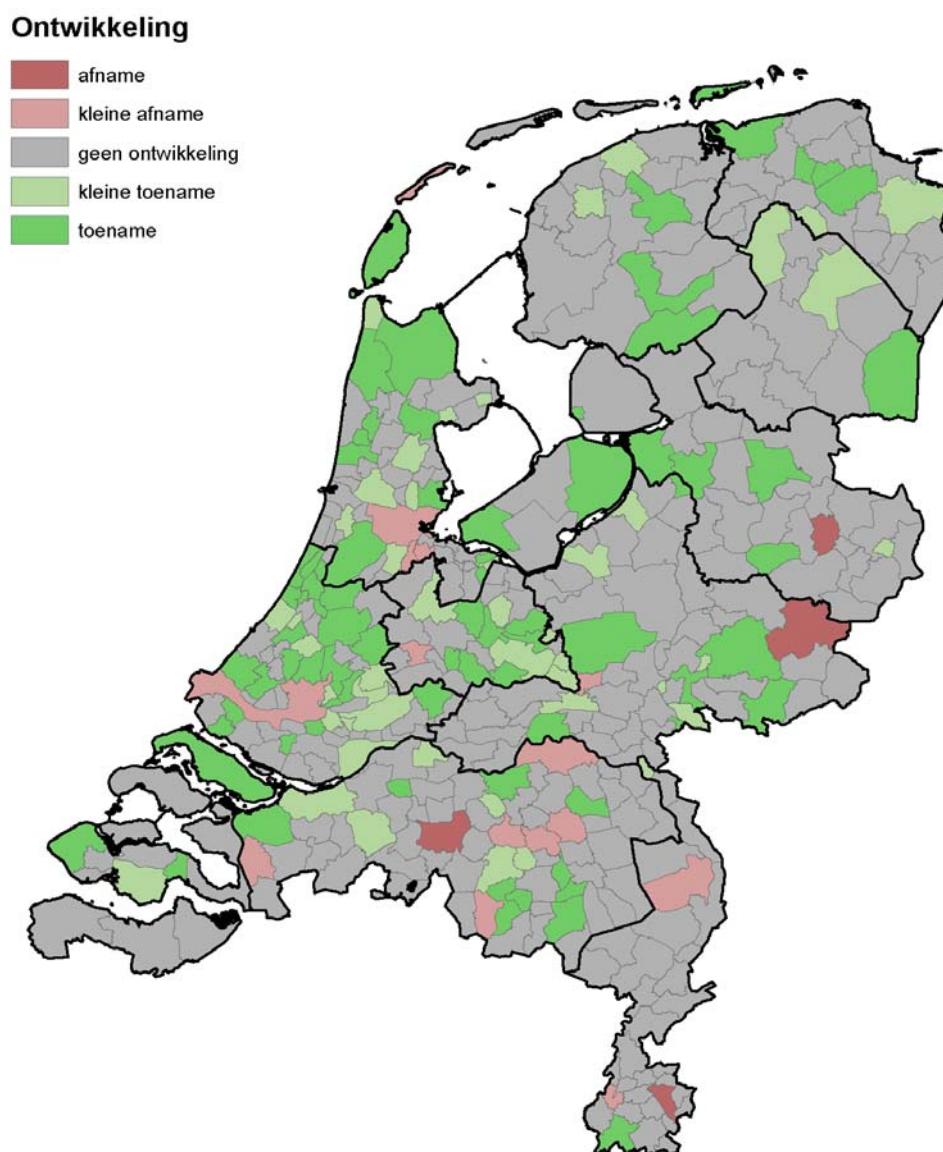 Ontwikkeling
afname
kleine afname
geen ontwikkeling
kleine toename
toename